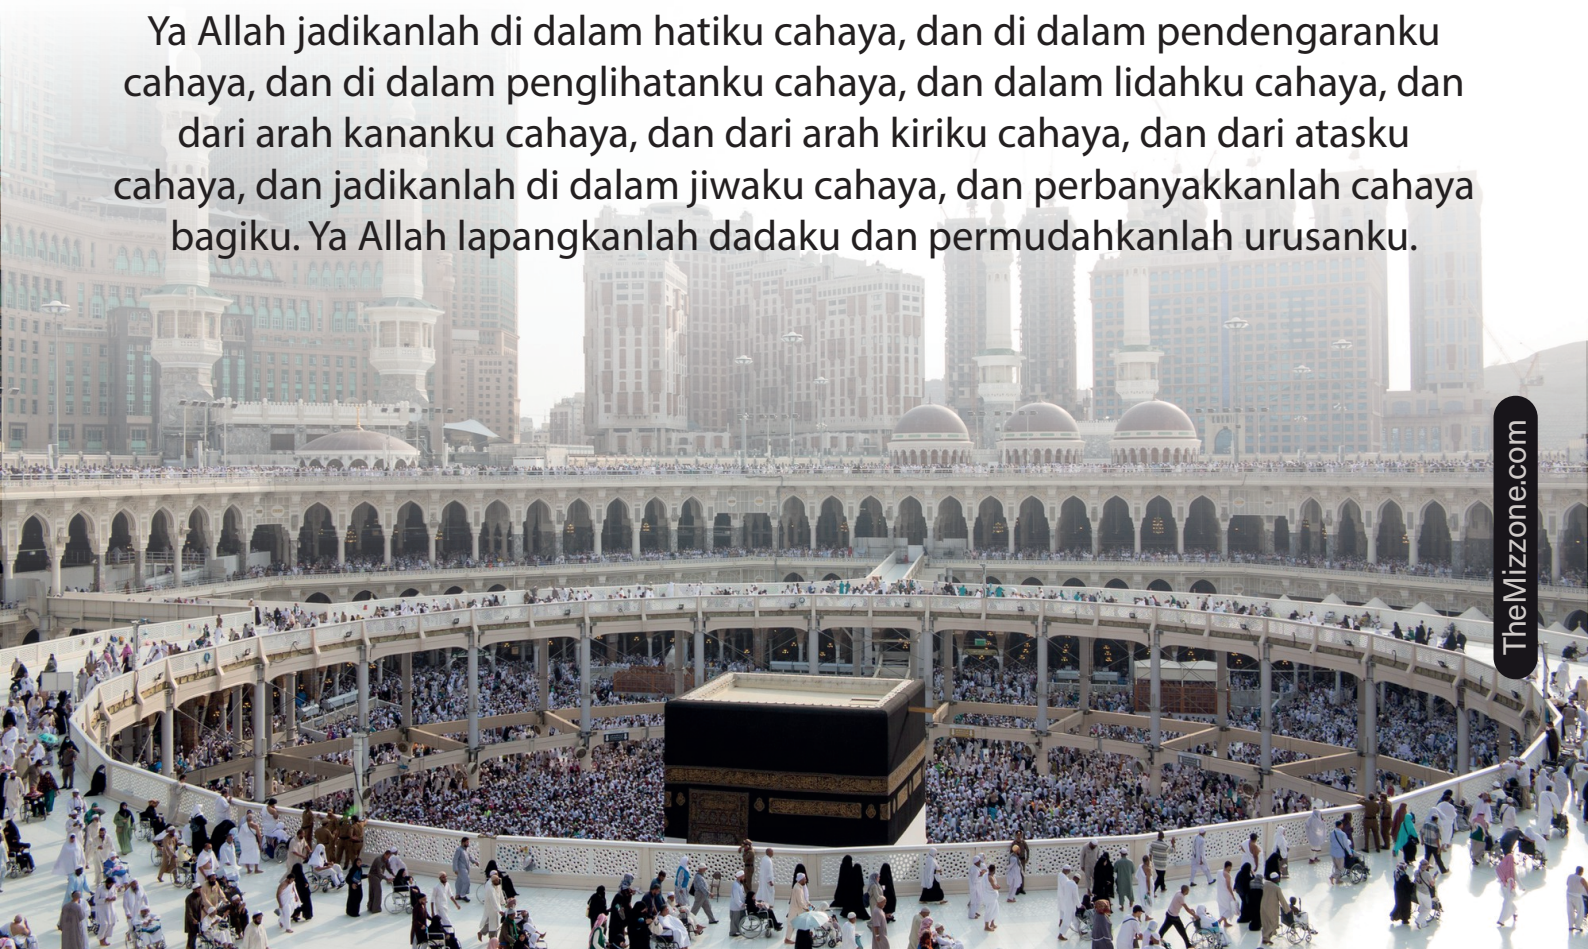 Ya Allah jadikanlah di dalam hatiku cahaya, dan di dalam pendengaranku
cahaya, dan di dalam penglihatanku cahaya, dan dalam lidahku cahaya, dan
dari arah kananku cahaya, dan dari arah kiriku cahaya, dan dari atasku
cahaya, dan jadikanlah di dalam jiwaku cahaya, dan perbanyakkanlah cahaya
bagiku. Ya Allah lapangkanlah dadaku dan permudahkanlah urusanku.
TheMizzone.com